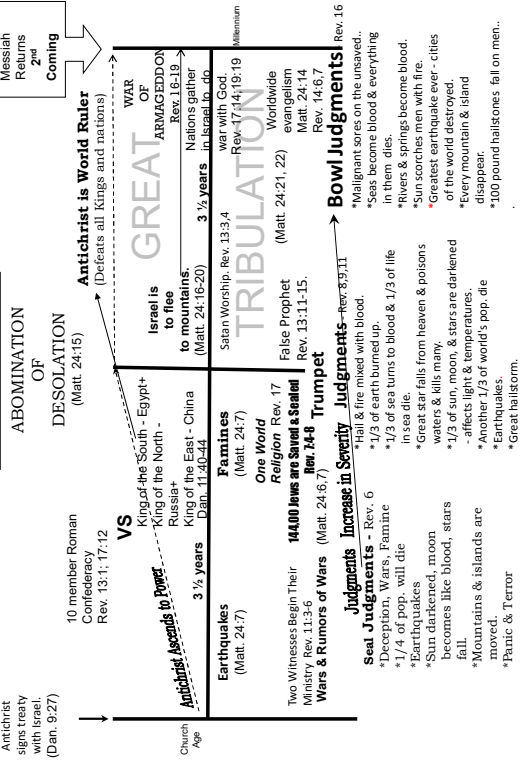 Antichrist
signs treaty
with Israel.
(Dan. 9:27)
10 member Roman
Confederacy
Rev. 13:1; 17:12
ABOMINATION
OF
DESOLATION
(Matt. 24:15)
Antichrist is World Ruler
(Defeats all Kings and nations)
Messiah
Returns
2nd
Coming
Antichrist Ascends to Power
VS
King of the South - Egypt+
King of the North -
Russia+
King of the East - China
Dan. 11:40-44
GREAT
WAR
OF
ARMAGEDDON
Rev. 16-19
Israel is
to flee
to mountains.
(Matt. 24:16-20)
Nations gather
in Israel to do
war with God.
Rev. 17:14;19:19
Church
Age
3 ½ years
3 ½ years
Millennium
Earthquakes
(Matt. 24:7)
Famines
(Matt. 24:7)
Satan Worship. Rev. 13:3,4
TRIBULATION
(Matt. 24:21, 22)
One World
Religion Rev. 17
False Prophet
Rev. 13:11-15.
Worldwide
evangelism
Matt. 24:14
Rev. 14:6,7
Two Witnesses Begin Their
Ministry Rev. 11:3-6
144,00 Jews are Saved & Sealed
Rev. 7:4-8
Wars & Rumors of Wars (Matt. 24:6,7)
Judgments Increase in Severity
Seal Judgments - Rev. 6
*Deception, Wars, Famine
*1/4 of pop. will die
*Earthquakes
*Sun darkened, moon
becomes like blood, stars
fall.
*Mountains & islands are
moved.
*Panic & Terror
Trumpet
Judgments - Rev. 8,9,11
*Hail & fire mixed with blood.
*1/3 of earth burned up.
*1/3 of sea turns to blood & 1/3 of life
in sea die.
*Great star falls from heaven & poisons
waters & kills many.
*1/3 of sun, moon, & stars are darkened
- affects light & temperatures.
*Another 1/3 of world's pop. die
*Earthquakes.
*Great hailstorm.
Bowl Judgments - Rev. 16
*Malignant sores on the unsaved..
*Seas become blood & everything
in them dies.
*Rivers & springs become blood.
*Sun scorches men with fire.
*Greatest earthquake ever - cities
of the world destroyed.
*Every mountain & island
disappear.
*100 pound hailstones fall on men..
.